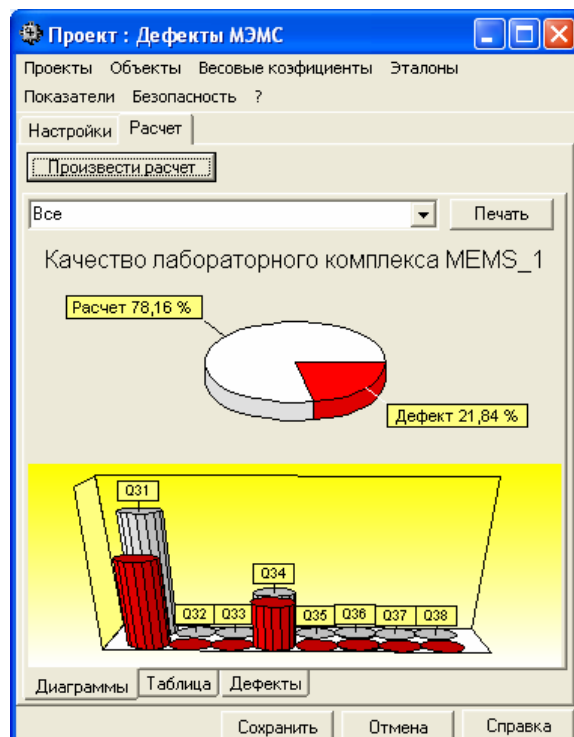 Проект : Дефекты МЭМС
Проекты Объекты Весовые коэфициенты Эталоны
Показатели Безопасность ?
Настройки Расчет
Произвести расчет
Все Печать
Качество лабораторного комплекса MEMS_1
Расчет 78,16 %
Дефект 21,84 %
Q31
Q34
Q32 Q33 Q35 Q36 Q37 Q38
Диаграммы Таблица Дефекты
Сохранить Отмена Справка